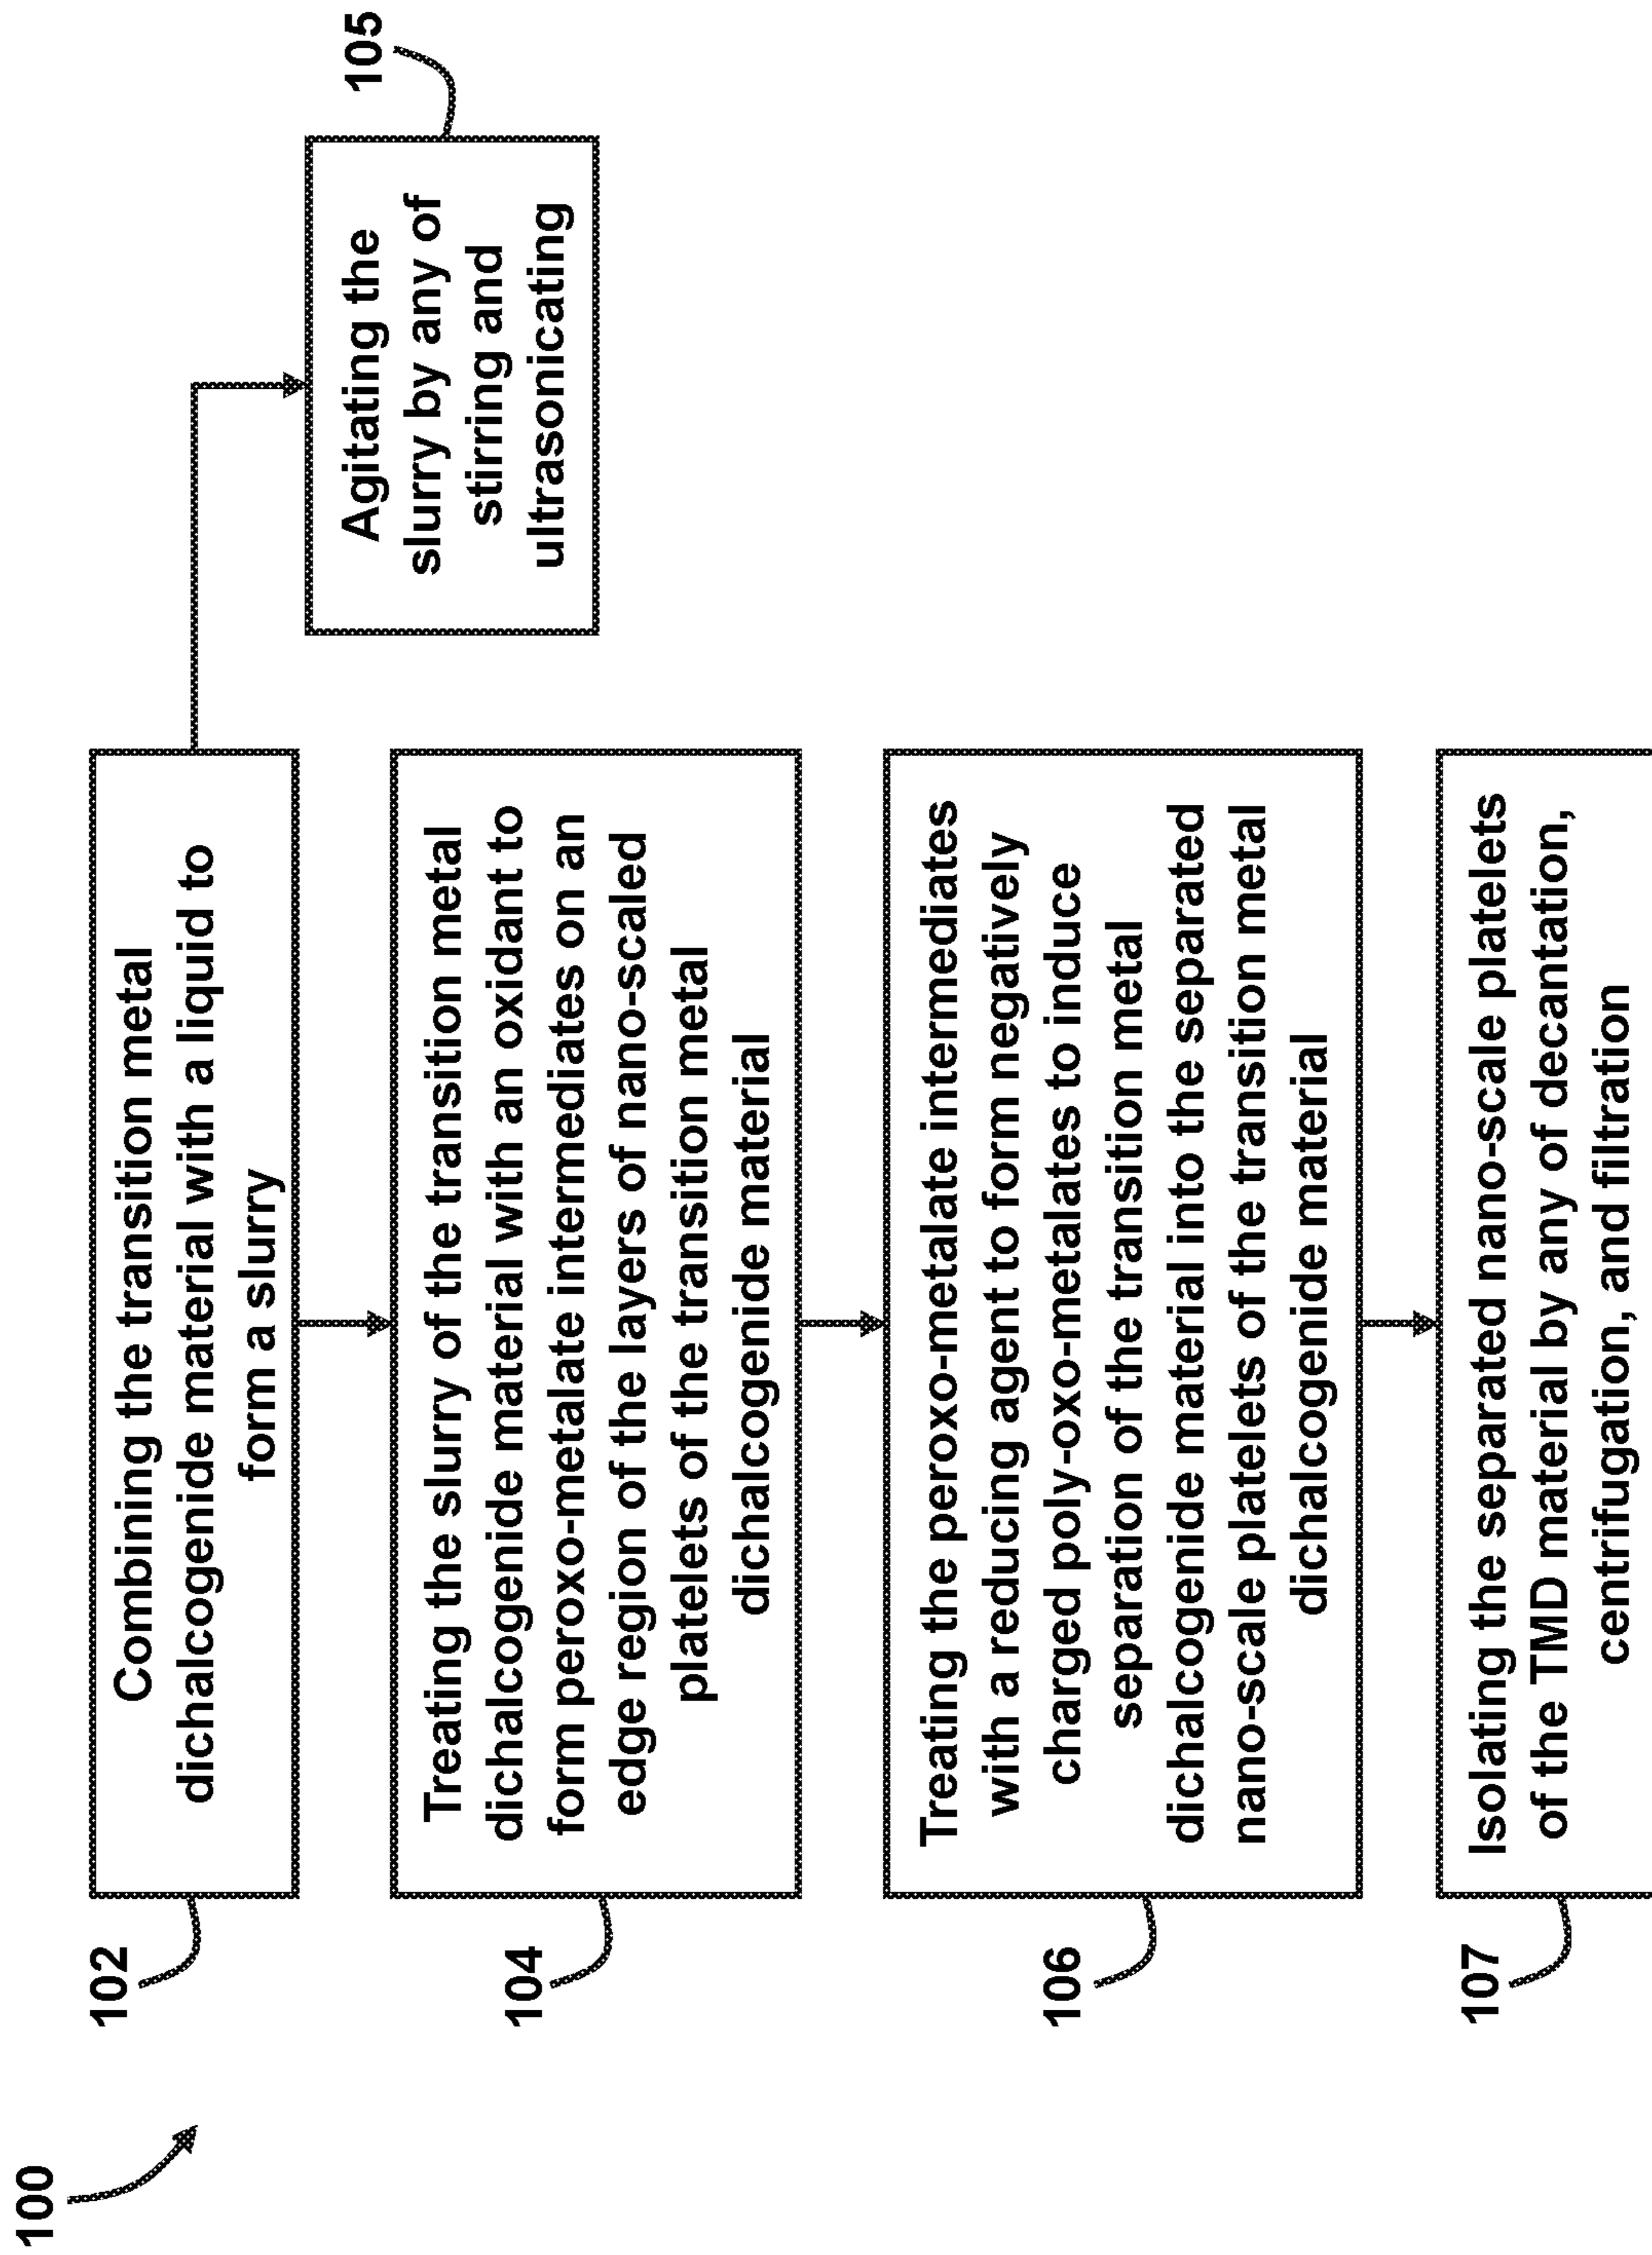 100
102
Combining the transition metal
dichalcogenide material with a liquid to
form a slurry
105
Agitating the
slurry by any of
stirring and
ultrasonicating
104
Treating the slurry of the transition metal
dichalcogenide material with an oxidant to
form peroxo-metalate intermediates on an
edge region of the layers of nano-scaled
platelets of the transition metal
dichalcogenide material
106
Treating the peroxo-metalate intermediates
with a reducing agent to form negatively
charged poly-oxo-metalates to induce
separation of the transition metal
dichalcogenide material into the separated
nano-scale platelets of the transition metal
dichalcogenide material
107
Isolating the separated nano-scale platelets
of the TMD material by any of decantation,
centrifugation, and filtration